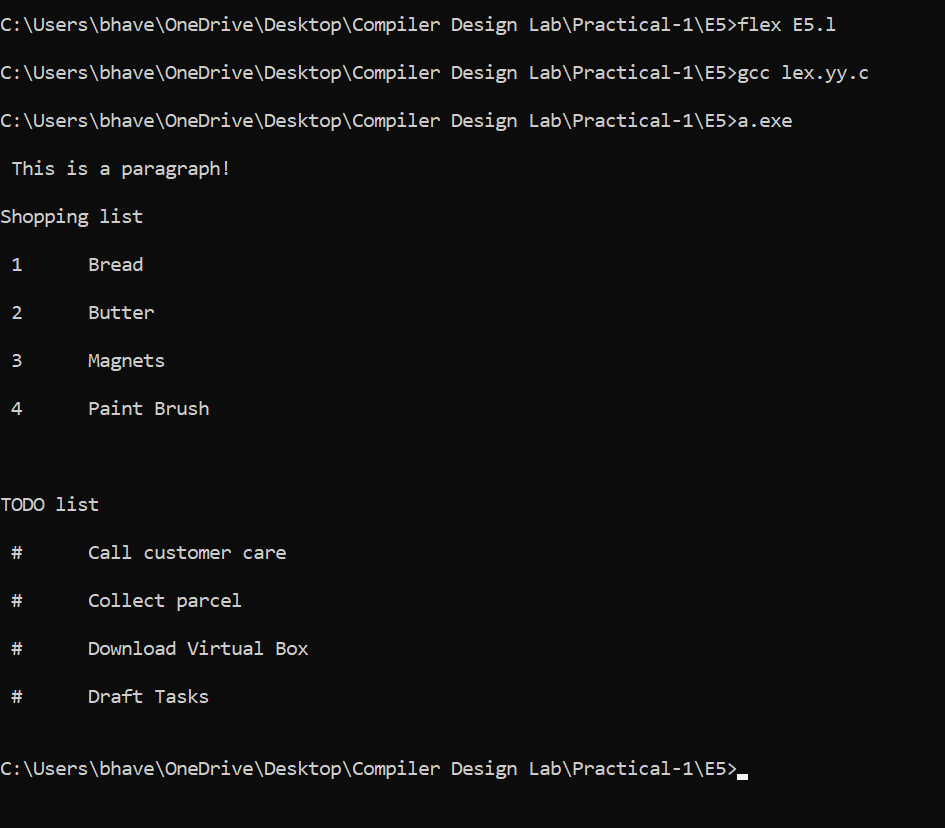 C:\Users\bhave\OneDrive\Desktop\Compiler Design Lab\Practical-1\E5>flex E5.l
C:\Users\bhave\OneDrive\Desktop\Compiler Design Lab\Practical-1\E5>gcc lex.yy.c
C:\Users\bhave\OneDrive\Desktop\Compiler Design Lab\Practical-1\E5>a.exe
This is a paragraph!
Shopping list
1 Bread
2 Butter
3 Magnets
4 Paint Brush
TODO list
# Call customer care
# Collect parcel
# Download Virtual Box
# Draft Tasks
C:\Users\bhave\OneDrive\Desktop\Compiler Design Lab\Practical-1\E5>